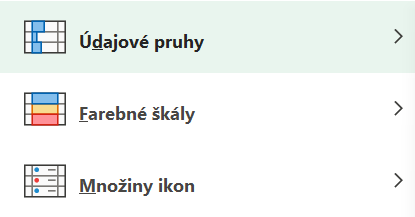 Údajové pruhy
Farebné škály
Množiny ikon